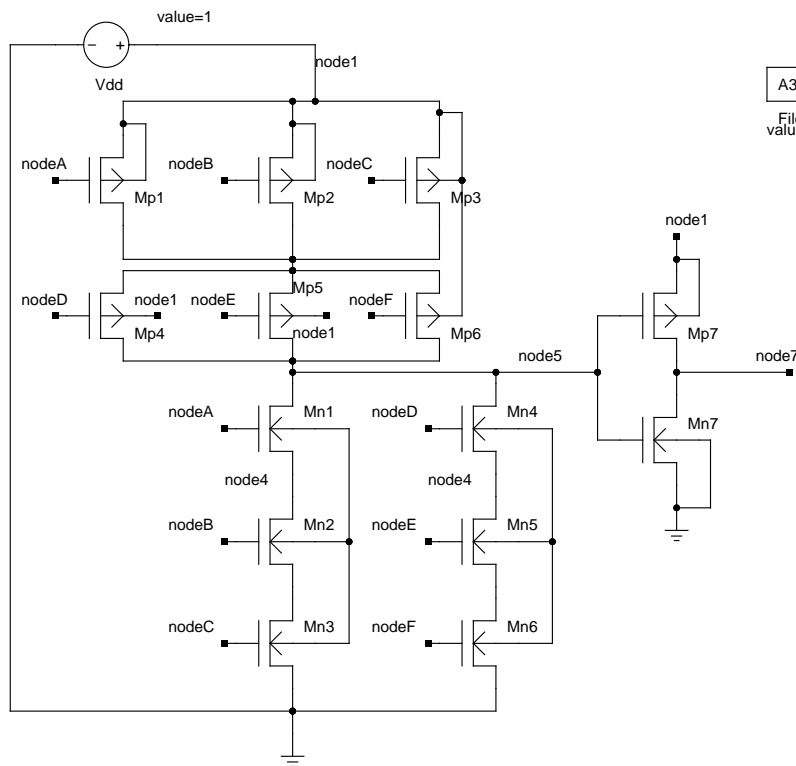 value=1
− +
Vdd
node1
A3
Fil
valu
nodeA
nodeB
nodeC
Mp1
Mp2
Mp3
node1
nodeD
node1
nodeE
Mp5
nodeF
Mp4
node1
Mp6
Mp7
node5
node7
nodeA
Mn1
nodeD
Mn4
Mn7
node4
node4
nodeB
Mn2
nodeE
Mn5
nodeC
Mn3
nodeF
Mn6